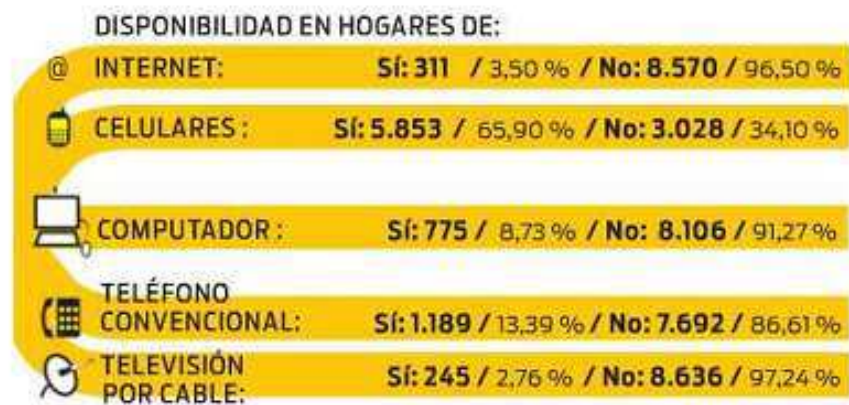 DISPONIBILIDAD EN HOGARES DE:
@ INTERNET: Sí: 311 / 3,50 % / No: 8.570 / 96,50 %
CELULARES : Sí: 5.853 / 65,90 % / No: 3.028 / 34,10 %
COMPUTADOR : Sí: 775 / 8,73 % / No: 8.106 / 91,27 %
TELÉFONO
CONVENCIONAL: Sí: 1.189 / 13,39 % / No: 7.692 / 86,61 %
TELEVISIÓN
POR CABLE: Sí: 245 / 2,76 % / No: 8.636 / 97,24 %